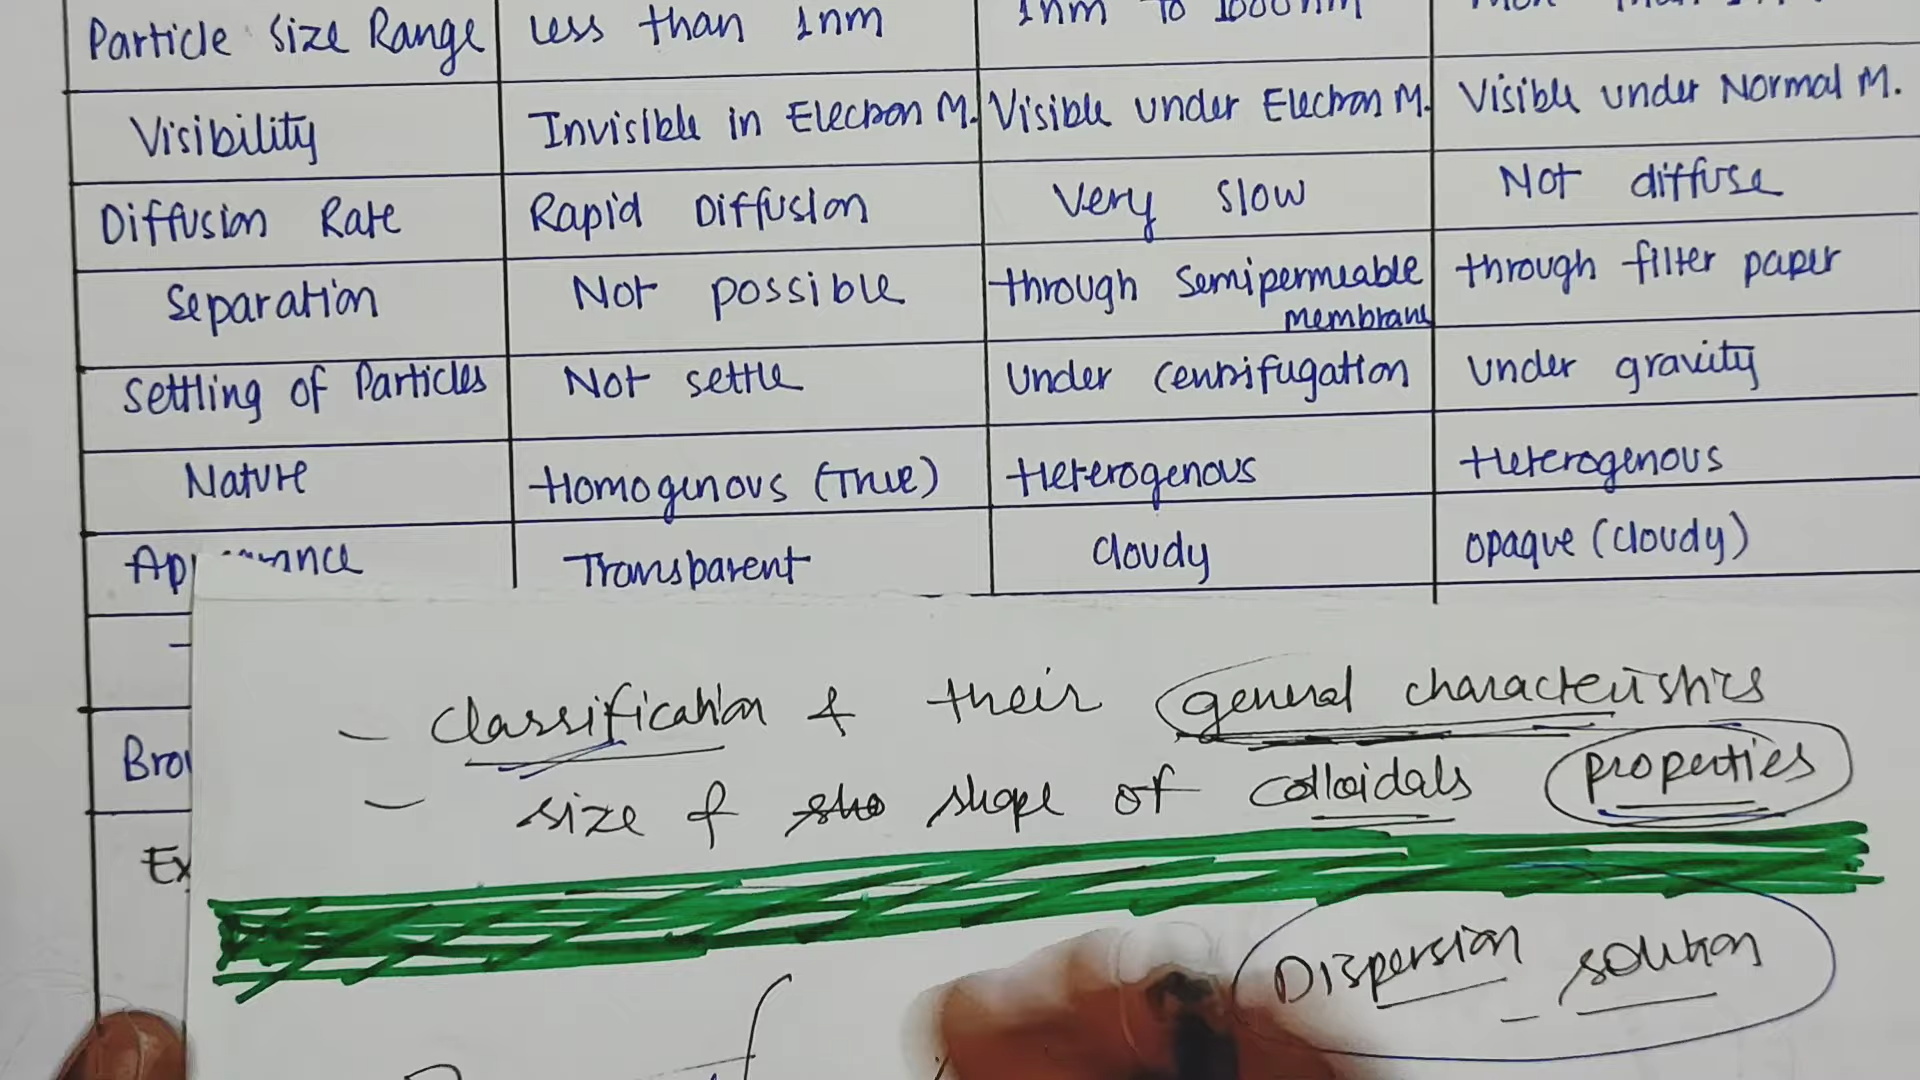 Particle Size Range less than 1nm 1nm to 1000nm
Visibility Invisible in Electron M. Visible under Electron M. Visible under Normal M.
Diffusion Rate Rapid Diffusion Very slow Not diffuse
Separation Not possible through semipermeable membrane through filter paper
Settling of Particles Not settle Under centrifugation Under gravity
Nature Homogenous (True) Heterogenous Heterogenous
Transparent cloudy opaque (cloudy)
- classification & their general characteristics
- size & shape of colloidals properties
Dispersion - solution